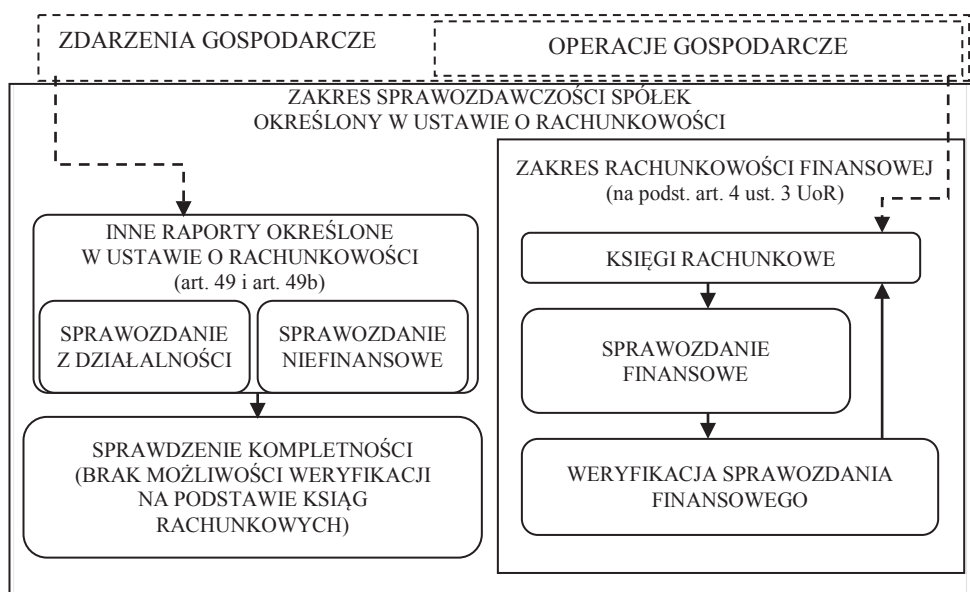 ZDARZENIA GOSPODARCZE
OPERACJE GOSPODARCZE
ZAKRES SPRAWOZDAWCZOŚCI SPÓŁEK
OKREŚLONY W USTAWIE O RACHUNKOWOŚCI
INNE RAPORTY OKREŚLONE
W USTAWIE O RACHUNKOWOŚCI
(art. 49 i art. 49b)
SPRAWOZDANIE
Z DZIAŁALNOŚCI
SPRAWOZDANIE
NIEFINANSOWE
SPRAWDZENIE KOMPLETNOŚCI
(BRAK MOŻLIWOŚCI WERYFIKACJI
NA PODSTAWIE KSIĄG
RACHUNKOWYCH)
ZAKRES RACHUNKOWOŚCI FINANSOWEJ
(na podst. art. 4 ust. 3 UoR)
KSIĘGI RACHUNKOWE
SPRAWOZDANIE
FINANSOWE
WERYFIKACJA SPRAWOZDANIA
FINANSOWEGO